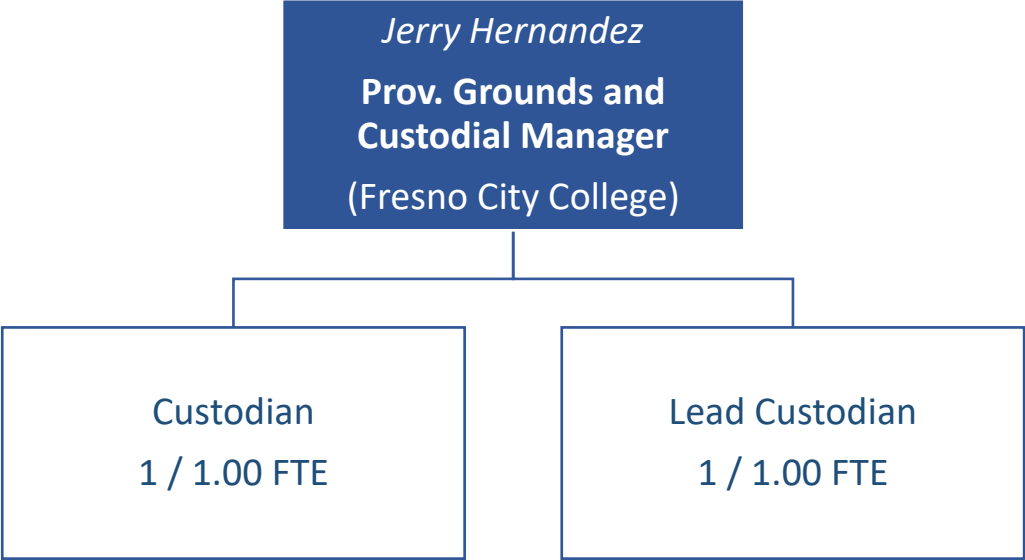 Jerry Hernandez
Prov. Grounds and
Custodial Manager
(Fresno City College)
Custodian
1 / 1.00 FTE
Lead Custodian
1 / 1.00 FTE